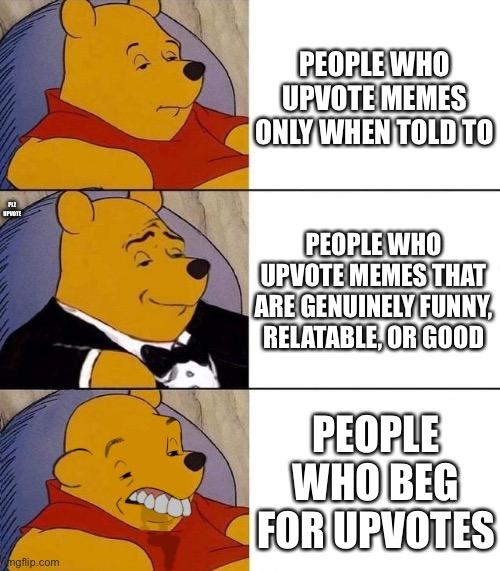 PEOPLE WHO
UPVOTE MEMES
ONLY WHEN TOLD TO
PLZ
UPVOTE
PEOPLE WHO
UPVOTE MEMES THAT
ARE GENUINELY FUNNY,
RELATABLE, OR GOOD
PEOPLE
WHO BEG
FOR UPVOTES
imgflip.com